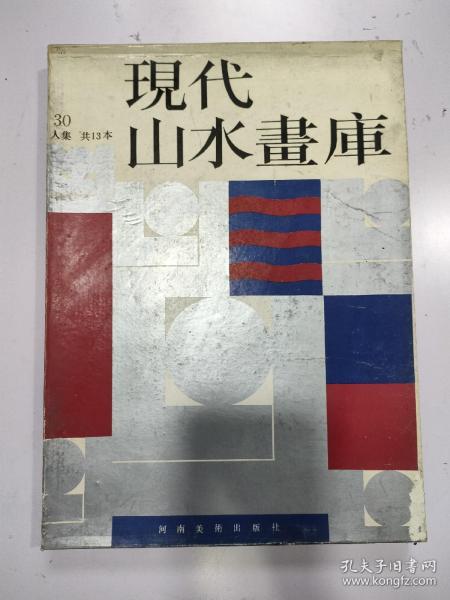 現代
山水畫庫
30
人集 共13本
河南美術出版社
孔夫子旧书网
www.kongfz.com